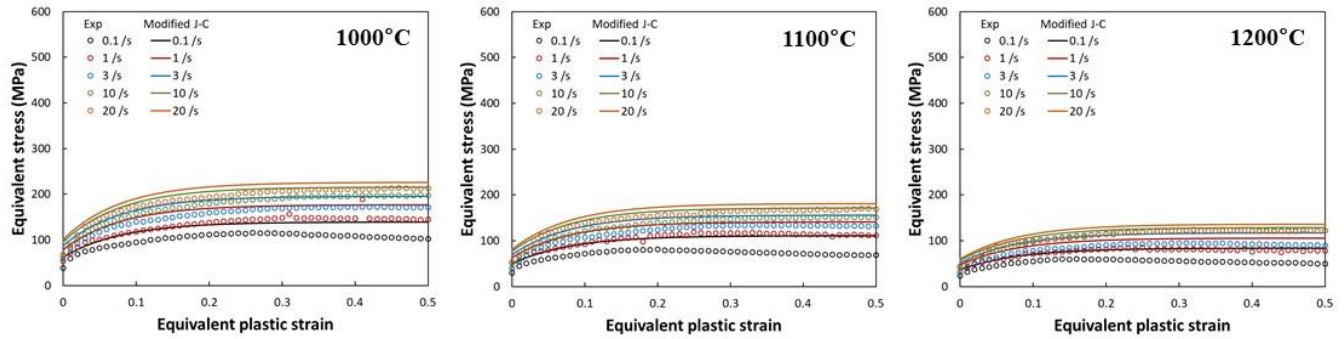 Exp Modified J-C
0.1 /s 0.1 /s
1 /s 1 /s
3 /s 3 /s
10 /s 10 /s
20 /s 20 /s
1000°C
600
500
400
300
200
100
0
Equivalent stress (MPa)
0 0.1 0.2 0.3 0.4 0.5
Equivalent plastic strain
Exp Modified J-C
0.1 /s 0.1 /s
1 /s 1 /s
3 /s 3 /s
10 /s 10 /s
20 /s 20 /s
1100°C
600
500
400
300
200
100
0
Equivalent stress (MPa)
0 0.1 0.2 0.3 0.4 0.5
Equivalent plastic strain
Exp Modified J-C
0.1 /s 0.1 /s
1 /s 1 /s
3 /s 3 /s
10 /s 10 /s
20 /s 20 /s
1200°C
600
500
400
300
200
100
0
Equivalent stress (MPa)
0 0.1 0.2 0.3 0.4 0.5
Equivalent plastic strain